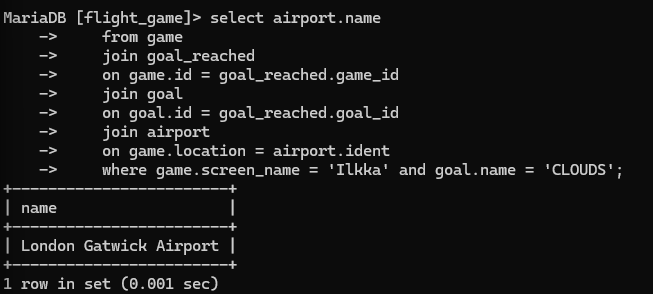 MariaDB [flight_game]> select airport.name
    ->     from game
    ->     join goal_reached
    ->     on game.id = goal_reached.game_id
    ->     join goal
    ->     on goal.id = goal_reached.goal_id
    ->     join airport
    ->     on game.location = airport.ident
    ->     where game.screen_name = 'Ilkka' and goal.name = 'CLOUDS';
+------------------------+
| name                   |
+------------------------+
| London Gatwick Airport |
+------------------------+
1 row in set (0.001 sec)